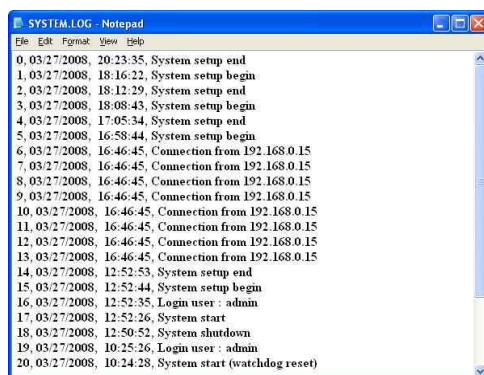 SYSTEM.LOG - Notepad
File Edit Format View Help
0, 03/27/2008, 20:23:35, System setup end
1, 03/27/2008, 18:16:22, System setup begin
2, 03/27/2008, 18:12:29, System setup end
3, 03/27/2008, 18:08:43, System setup begin
4, 03/27/2008, 17:05:34, System setup end
5, 03/27/2008, 16:58:44, System setup begin
6, 03/27/2008, 16:46:45, Connection from 192.168.0.15
7, 03/27/2008, 16:46:45, Connection from 192.168.0.15
8, 03/27/2008, 16:46:45, Connection from 192.168.0.15
9, 03/27/2008, 16:46:45, Connection from 192.168.0.15
10, 03/27/2008, 16:46:45, Connection from 192.168.0.15
11, 03/27/2008, 16:46:45, Connection from 192.168.0.15
12, 03/27/2008, 16:46:45, Connection from 192.168.0.15
13, 03/27/2008, 16:46:45, Connection from 192.168.0.15
14, 03/27/2008, 12:52:53, System setup end
15, 03/27/2008, 12:52:44, System setup begin
16, 03/27/2008, 12:52:35, Login user : admin
17, 03/27/2008, 12:52:26, System start
18, 03/27/2008, 12:50:52, System shutdown
19, 03/27/2008, 10:25:26, Login user : admin
20, 03/27/2008, 10:24:28, System start (watchdog reset)